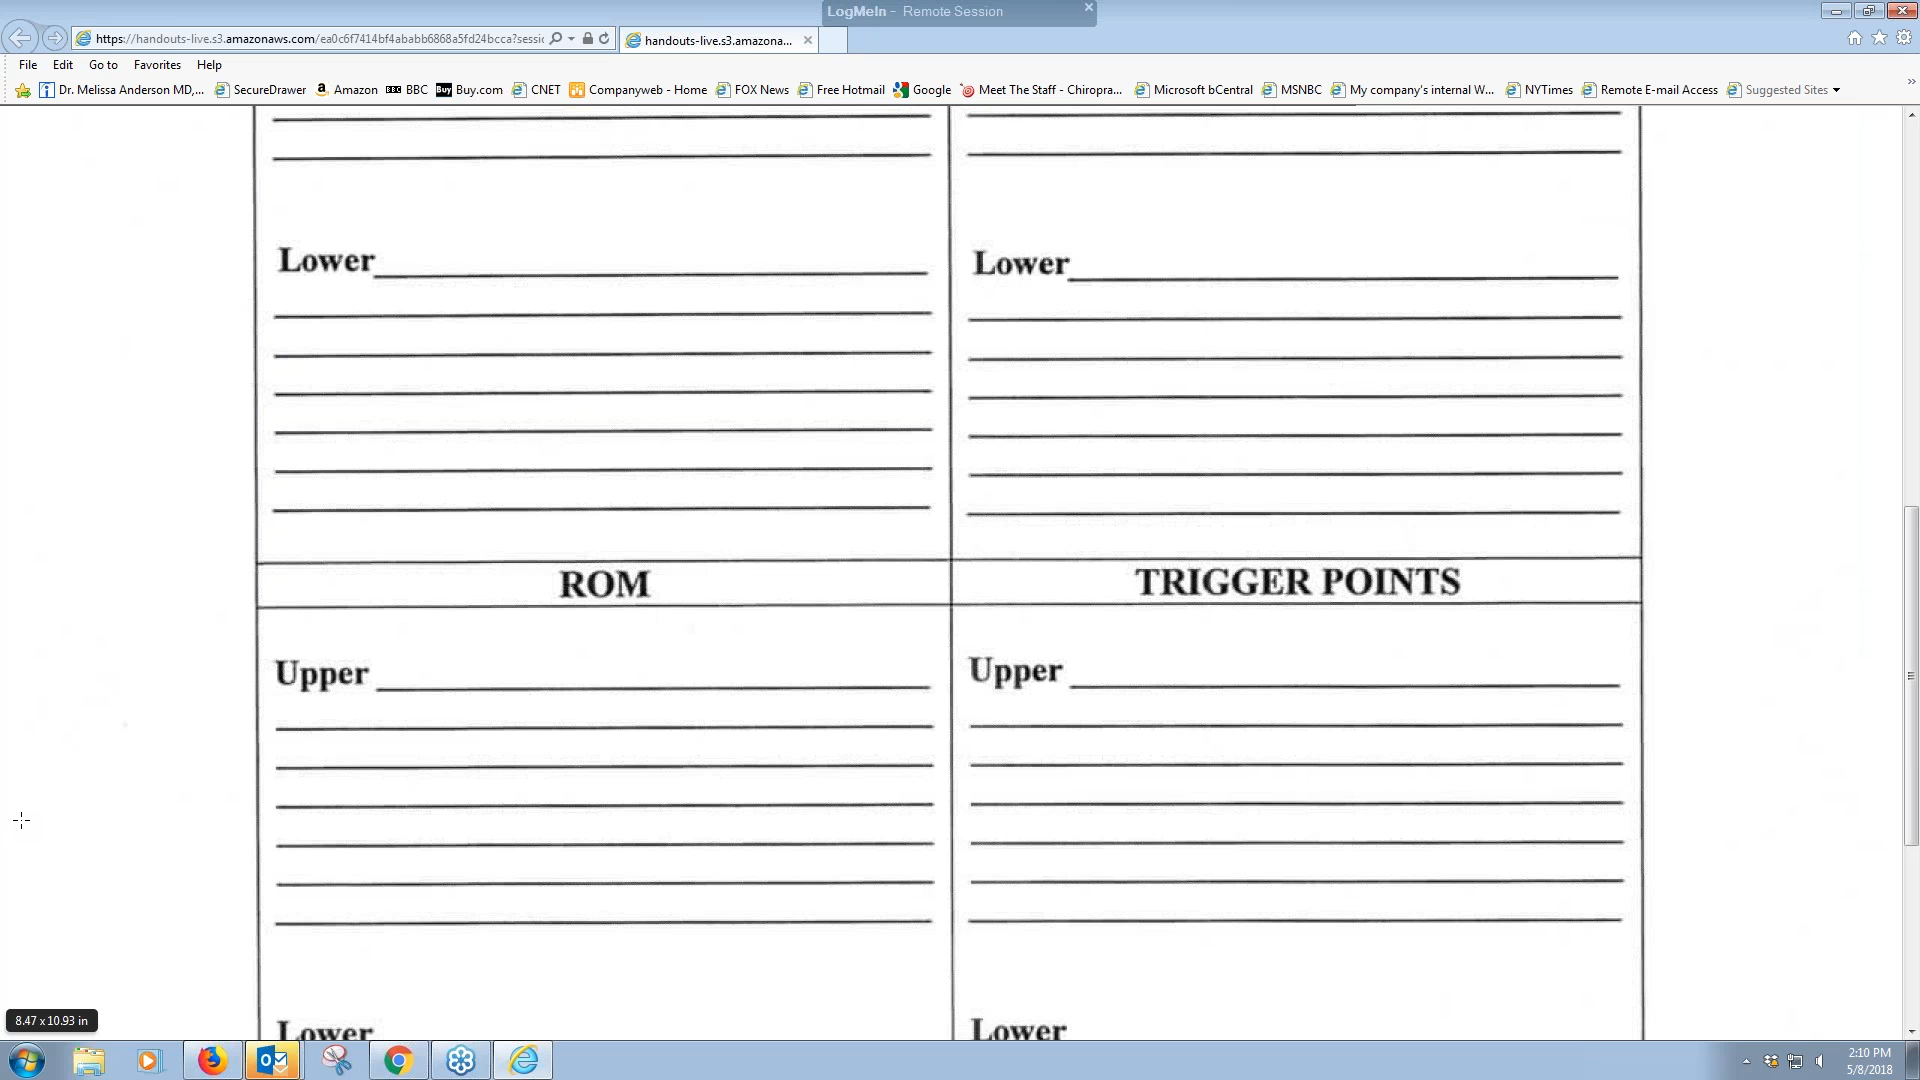 LogMeIn - Remote Session
https://handouts-live.s3.amazonaws.com/ea0c6f7414bf4ababb6868a5fd24bcca?sessic
handouts-live.s3.amazona...
File Edit Go to Favorites Help
Dr. Melissa Anderson MD,... SecureDrawer Amazon BBC Buy.com CNET Companyweb - Home FOX News Free Hotmail Google Meet The Staff - Chiropra... Microsoft bCentral MSNBC My company's internal W... NYTimes Remote E-mail Access Suggested Sites
Lower Lower
ROM TRIGGER POINTS
Upper Upper
Lower Lower
8.47 x 10.93 in
2:10 PM
5/8/2018